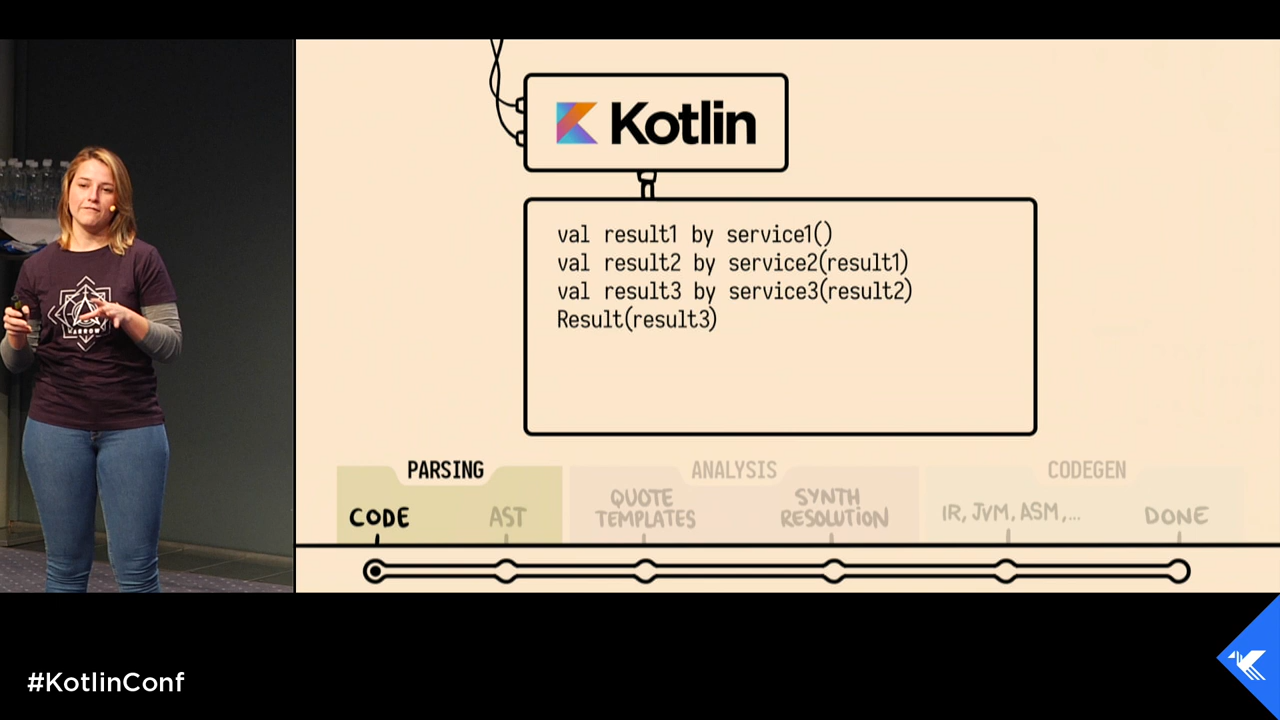 Kotlin
val result1 by service1()
val result2 by service2(result1)
val result3 by service3(result2)
Result(result3)
PARSING
ANALYSIS
CODEGEN
CODE
AST
QUOTE
TEMPLATES
SYNTH
RESOLUTION
IR, JVM, ASM,...
DONE
ARROW
#KotlinConf